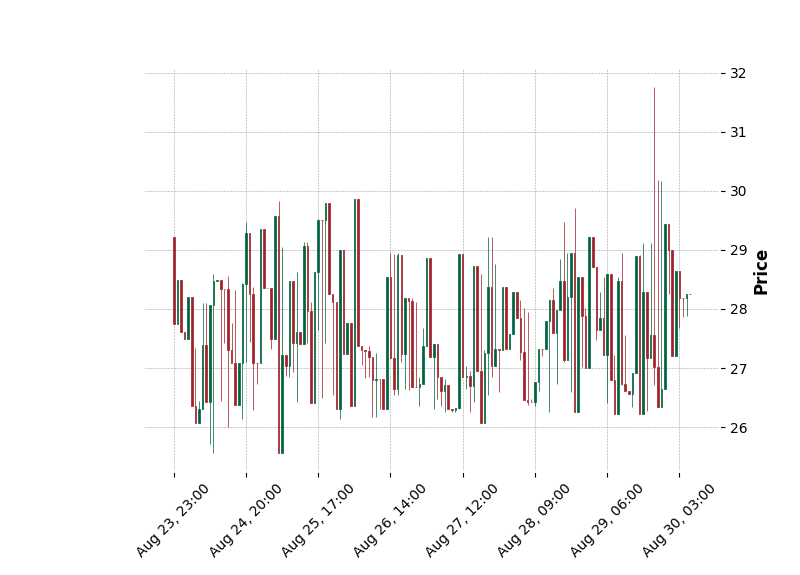 32
31
30
29
28
27
26
Price
Aug 23, 23:00
Aug 24, 20:00
Aug 25, 17:00
Aug 26, 14:00
Aug 27, 12:00
Aug 28, 09:00
Aug 29, 06:00
Aug 30, 03:00